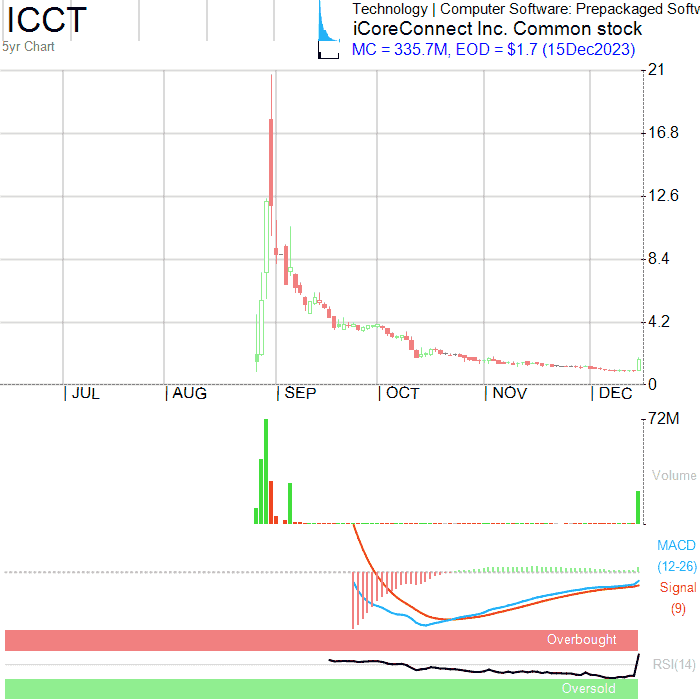 ICCT
5yr Chart
Technology | Computer Software: Prepackaged Softw
iCoreConnect Inc. Common stock
MC = 335.7M, EOD = $1.7 (15Dec2023)
21
16.8
12.6
8.4
4.2
0
| JUL | AUG | SEP | OCT | NOV | DEC
72M
Volume
MACD
(12-26)
Signal
(9)
Overbought
RSI(14)
Oversold